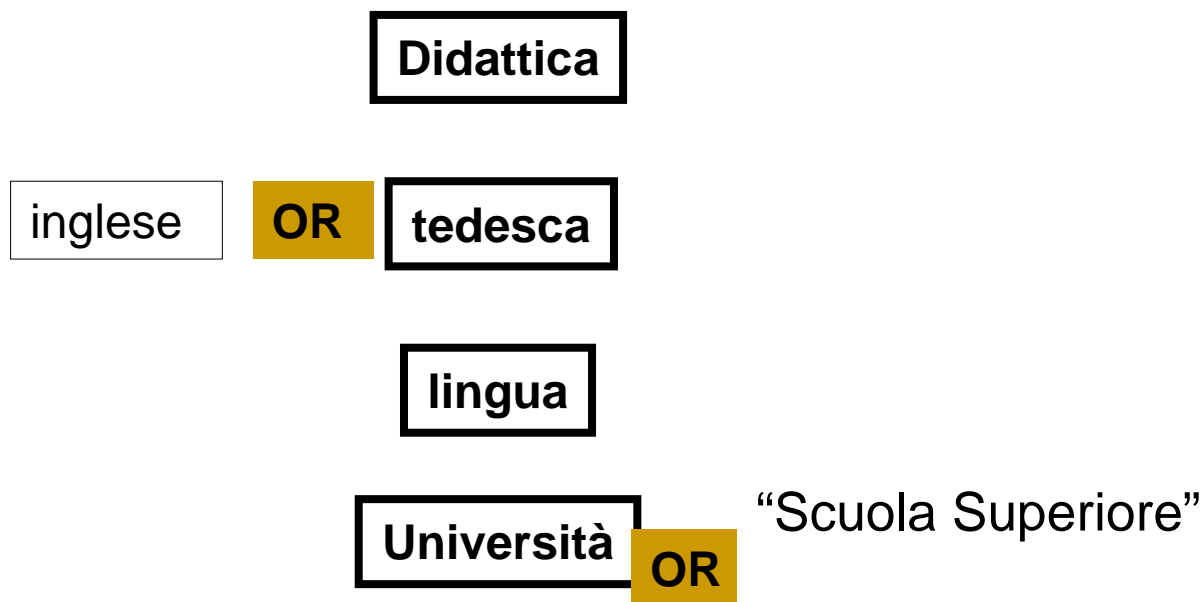 Didattica
inglese OR tedesca
lingua
“Scuola Superiore”
Università OR